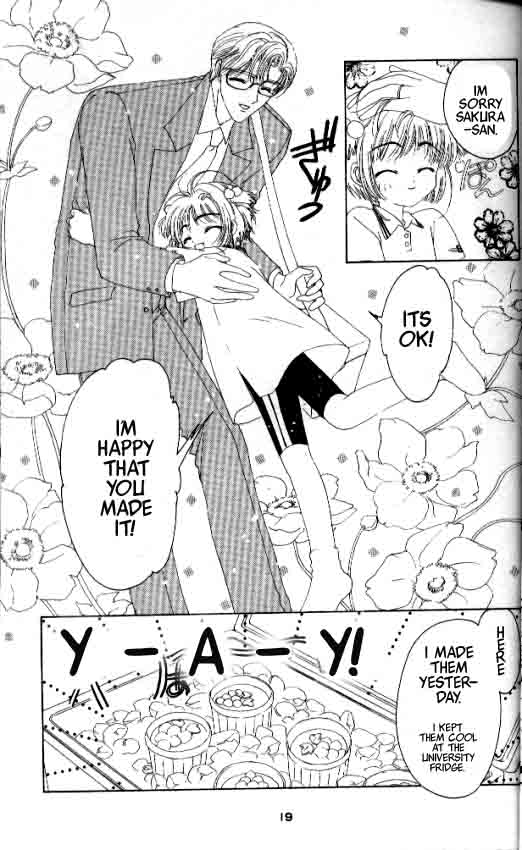 I'M
SORRY
SAKURA
-SAN.
ITS
OK!
I'M
HAPPY
THAT
YOU
MADE
IT!
Y-A-Y!
HERE
I MADE
THEM
YESTER-
DAY.
I KEPT
THEM COOL
AT THE
UNIVERSITY
FRIDGE.
19